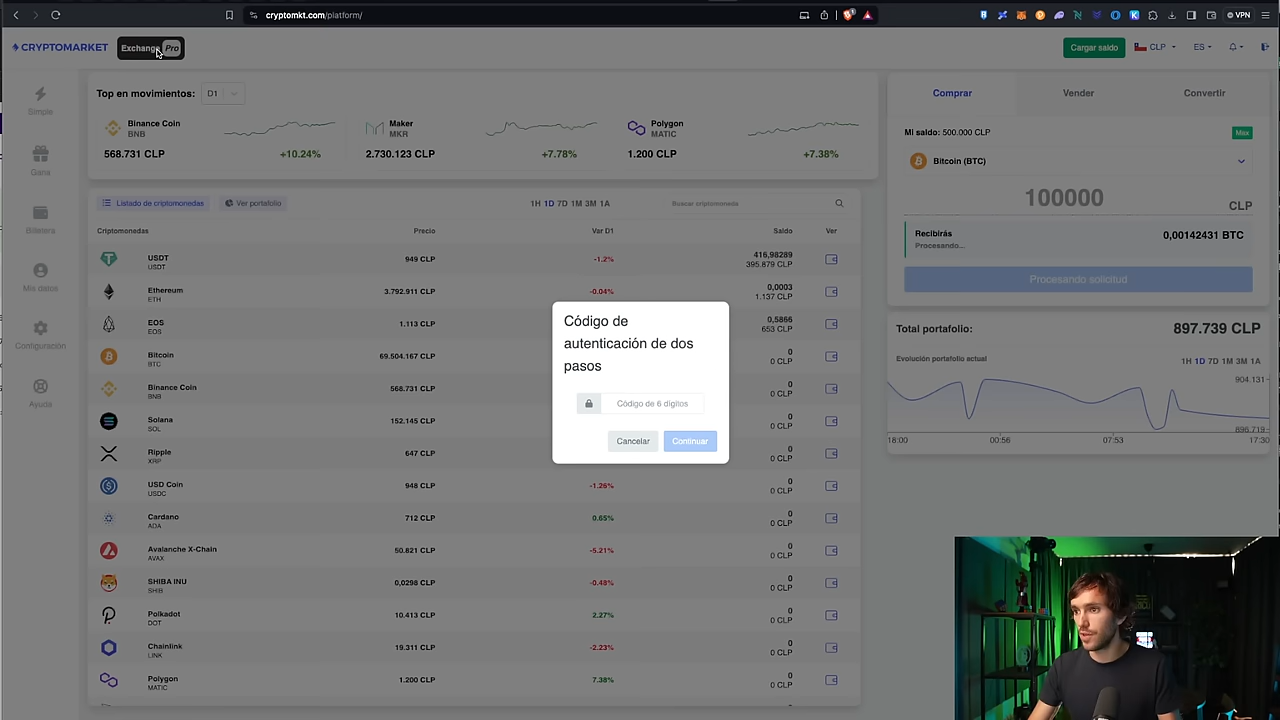 cryptomkt.com/platform/
VPN
CRYPTOMARKET
Exchange Pro
Cargar saldo
CLP
ES
Simple
Gana
Billetera
Mis datos
Configuración
Ayuda
Top en movimientos: D1
Binance Coin
BNB
568.731 CLP +10.24%
Maker
MKR
2.730.123 CLP +7.78%
Polygon
MATIC
1.200 CLP +7.38%
Listado de criptomonedas
Ver portafolio
1H 1D 7D 1M 3M 1A
Buscar criptomoneda
Criptomonedas Precio Var D1 Saldo Ver
USDT 949 CLP -1.2% 416,98289
USDT 395.879 CLP
Ethereum 3.792.911 CLP -0.04% 0,0003
ETH 1.137 CLP
EOS 1.113 CLP 0,5866
EOS 653 CLP
Bitcoin 69.504.167 CLP 0
BTC 0 CLP
Binance Coin 568.731 CLP 0
BNB 0 CLP
Solana 152.145 CLP 0
SOL 0 CLP
Ripple 647 CLP 0
XRP 0 CLP
USD Coin 948 CLP -1.26% 0
USDC 0 CLP
Cardano 712 CLP 0.65% 0
ADA 0 CLP
Avalanche X-Chain 50.821 CLP -5.21% 0
AVAX 0 CLP
SHIBA INU 0,0298 CLP -0.48% 0
SHIB 0 CLP
Polkadot 10.413 CLP 2.27% 0
DOT 0 CLP
Chainlink 19.311 CLP -2.23% 0
LINK 0 CLP
Polygon 1.200 CLP 7.38% 0
MATIC 0 CLP
Código de
autenticación de dos
pasos
Código de 6 dígitos
Cancelar
Continuar
Comprar
Vender
Convertir
Mi saldo: 500.000 CLP
Max
Bitcoin (BTC)
100000
CLP
Recibirás 0,00142431 BTC
Procesando...
Procesando solicitud
Total portafolio: 897.739 CLP
Evolución portafolio actual
1H 1D 7D 1M 3M 1A
904.131
896.719
18:00 00:56 07:53 17:30